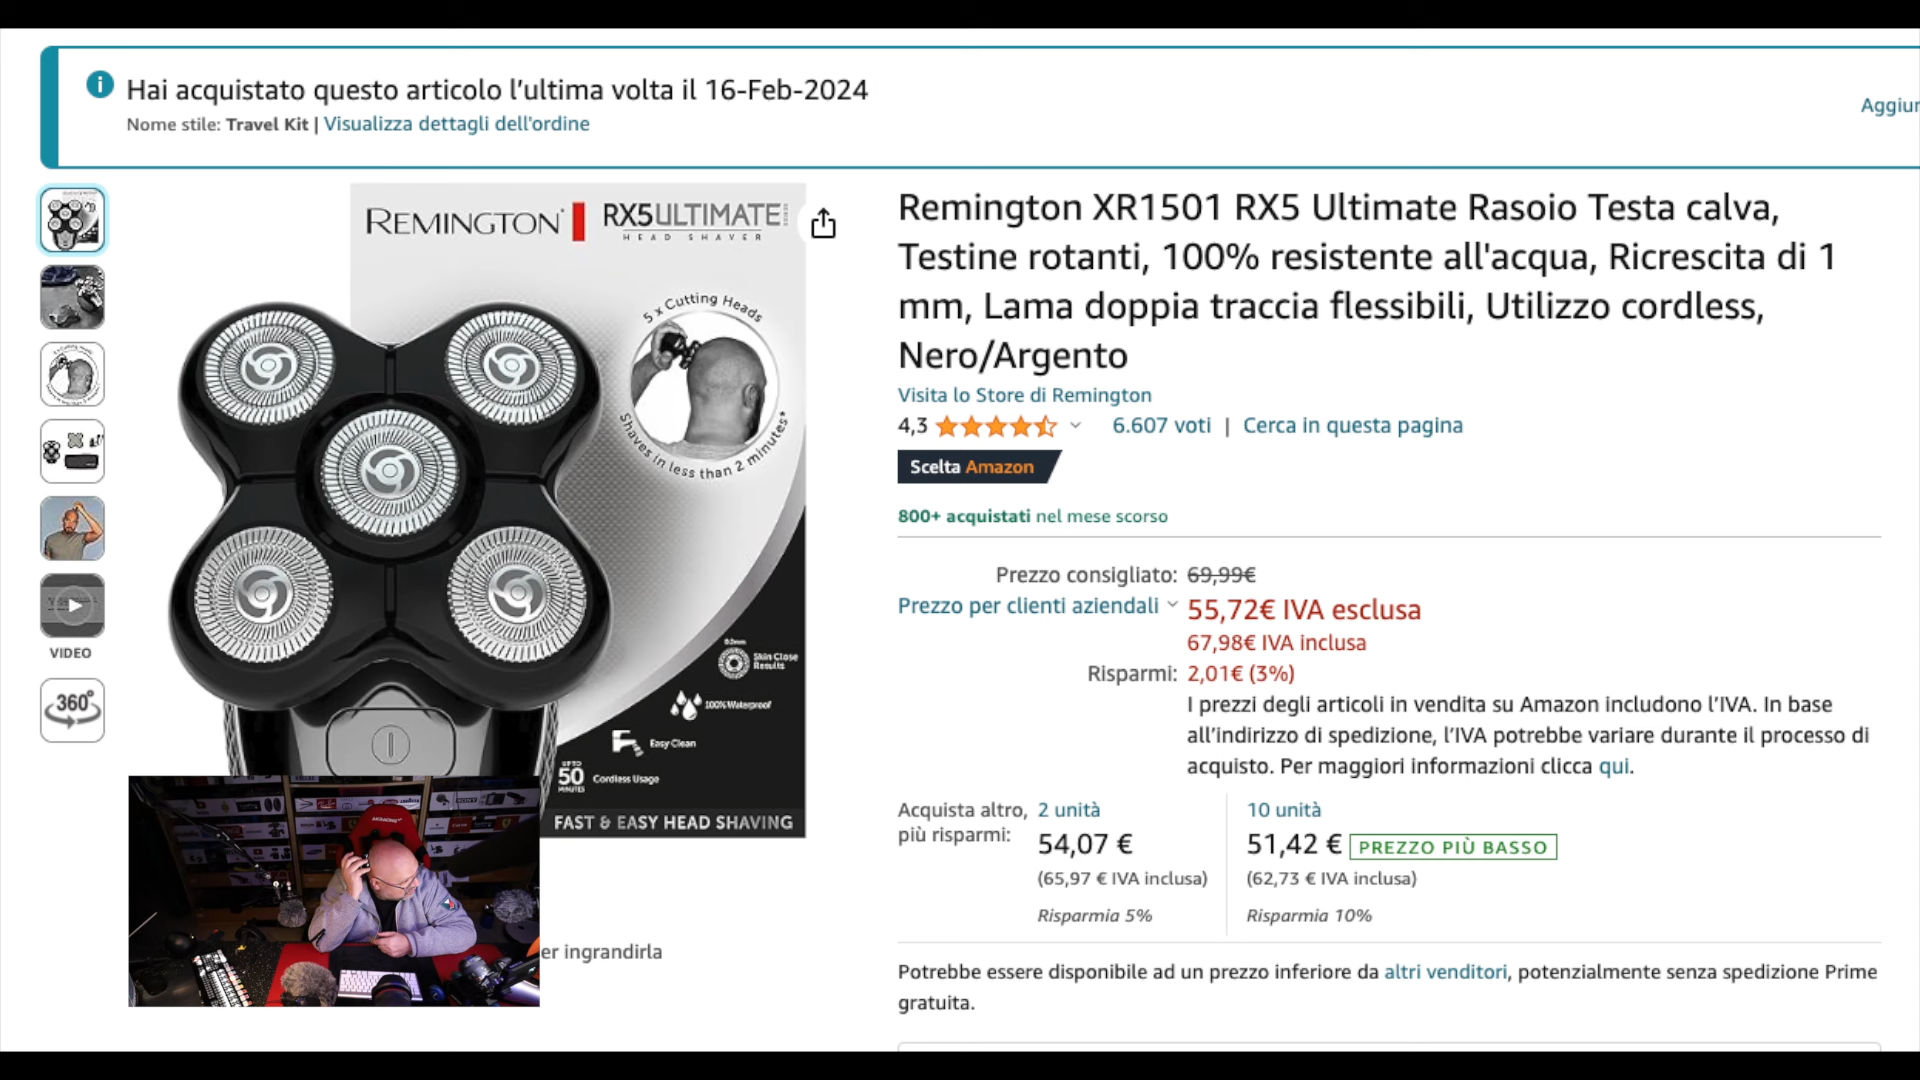 Hai acquistato questo articolo l'ultima volta il 16-Feb-2024
Nome stile: Travel Kit | Visualizza dettagli dell'ordine
Aggiun
REMINGTON
RX5ULTIMATE
HEAD SHAVER
5 x Cutting Heads
Shaves in less than 2 minutes*
0.2mm
Skin Close
Results
100% Waterproof
Easy Clean
UP TO
50
MINUTES
Cordless Usage
FAST & EASY HEAD SHAVING
VIDEO
360°
er ingrandirla
Remington XR1501 RX5 Ultimate Rasoio Testa calva,
Testine rotanti, 100% resistente all'acqua, Ricrescita di 1
mm, Lama doppia traccia flessibili, Utilizzo cordless,
Nero/Argento
Visita lo Store di Remington
4,3 6.607 voti | Cerca in questa pagina
Scelta Amazon
800+ acquistati nel mese scorso
Prezzo consigliato: 69,99€
Prezzo per clienti aziendali 55,72€ IVA esclusa
67,98€ IVA inclusa
Risparmi: 2,01€ (3%)
I prezzi degli articoli in vendita su Amazon includono l'IVA. In base
all'indirizzo di spedizione, l'IVA potrebbe variare durante il processo di
acquisto. Per maggiori informazioni clicca qui.
Acquista altro,
più risparmi:
2 unità
54,07 €
(65,97 € IVA inclusa)
Risparmia 5%
10 unità
51,42 € PREZZO PIÙ BASSO
(62,73 € IVA inclusa)
Risparmia 10%
Potrebbe essere disponibile ad un prezzo inferiore da altri venditori, potenzialmente senza spedizione Prime
gratuita.